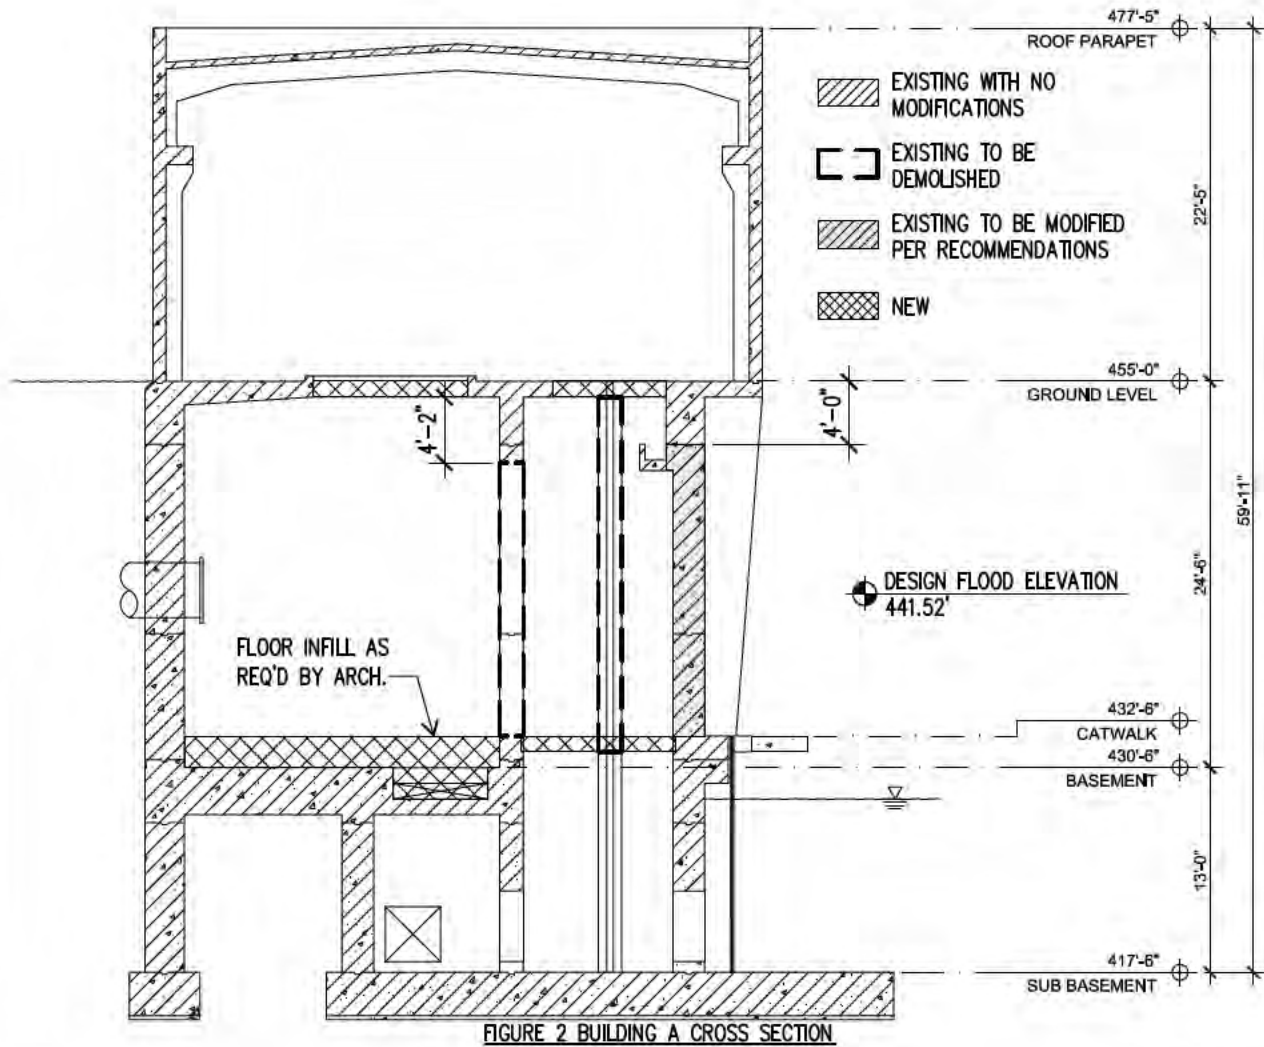 477'-5"
ROOF PARAPET
EXISTING WITH NO
MODIFICATIONS
EXISTING TO BE
DEMOLISHED
22'-5"
EXISTING TO BE MODIFIED
PER RECOMMENDATIONS
NEW
455'-0"
GROUND LEVEL
4'-2"
4'-0"
59'-11"
DESIGN FLOOD ELEVATION
441.52'
24'-6"
FLOOR INFILL AS
REQ'D BY ARCH.
432'-6"
CATWALK
430'-6"
BASEMENT
13'-0"
417'-6"
SUB BASEMENT
FIGURE 2 BUILDING A CROSS SECTION